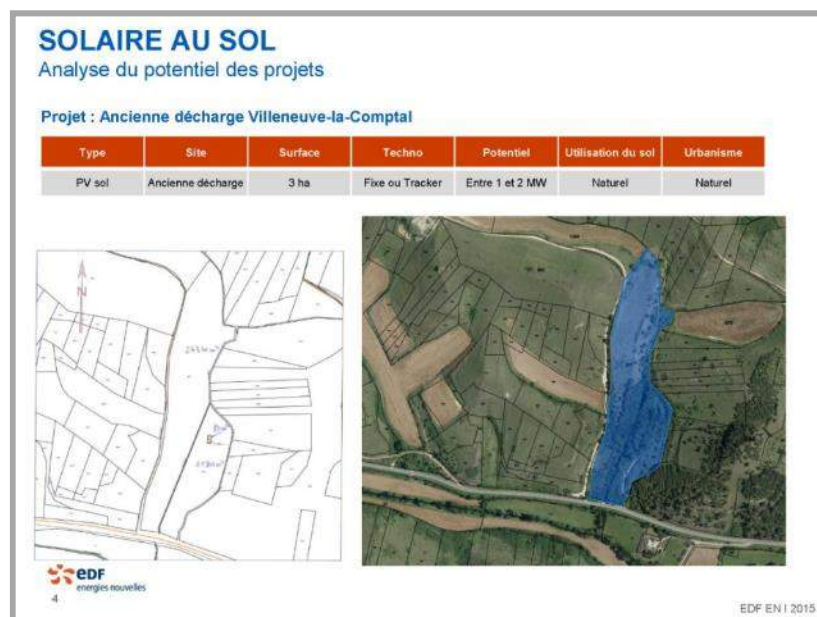 SOLAIRE AU SOL
Analyse du potentiel des projets
Projet : Ancienne décharge Villeneuve-la-Comptal
Type Site Surface Techno Potentiel Utilisation du sol Urbanisme
PV sol Ancienne décharge 3 ha Fixe ou Tracker Entre 1 et 2 MW Naturel Naturel
N
edf
energies nouvelles
4
EDF EN I 2015